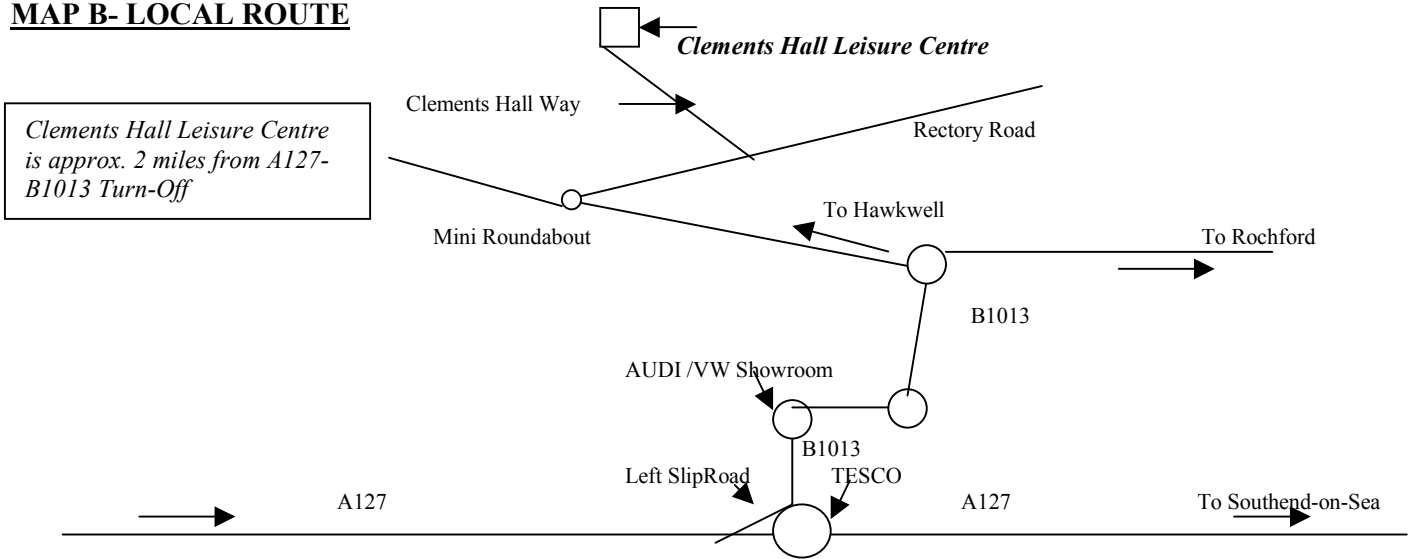 MAP B- LOCAL ROUTE
Clements Hall Leisure Centre
Clements Hall Way
Clements Hall Leisure Centre
is approx. 2 miles from A127-
B1013 Turn-Off
Rectory Road
To Hawkwell
Mini Roundabout
To Rochford
B1013
AUDI /VW Showroom
B1013
Left SlipRoad
TESCO
A127
A127
To Southend-on-Sea